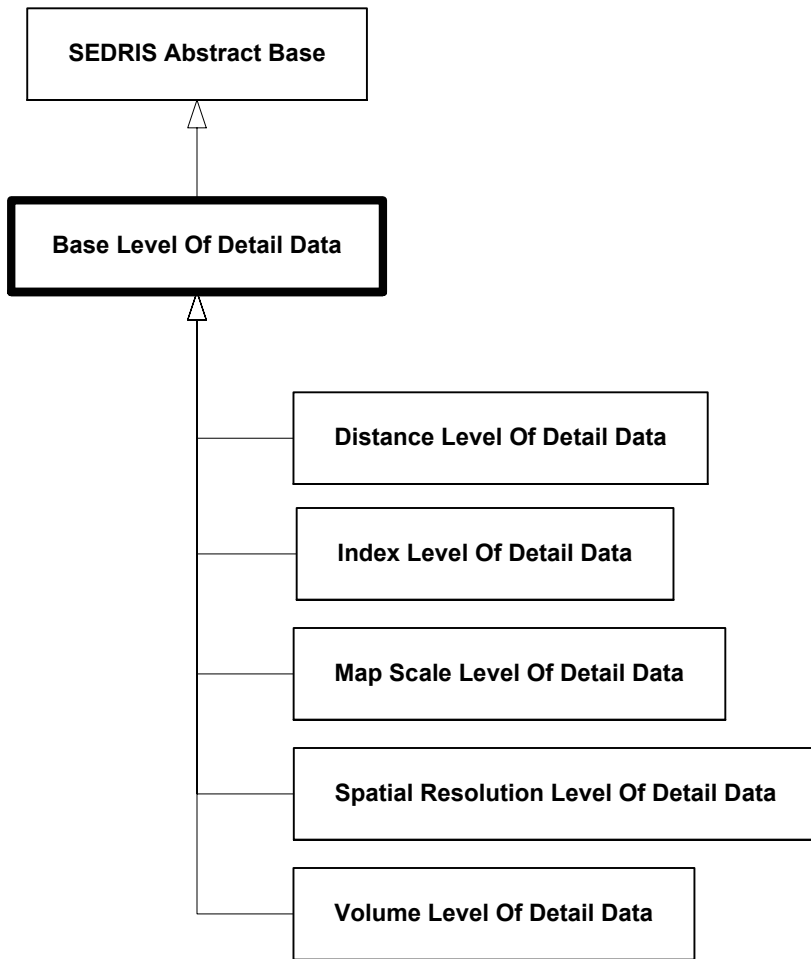 SEDRIS Abstract Base
Base Level Of Detail Data
Distance Level Of Detail Data
Index Level Of Detail Data
Map Scale Level Of Detail Data
Spatial Resolution Level Of Detail Data
Volume Level Of Detail Data